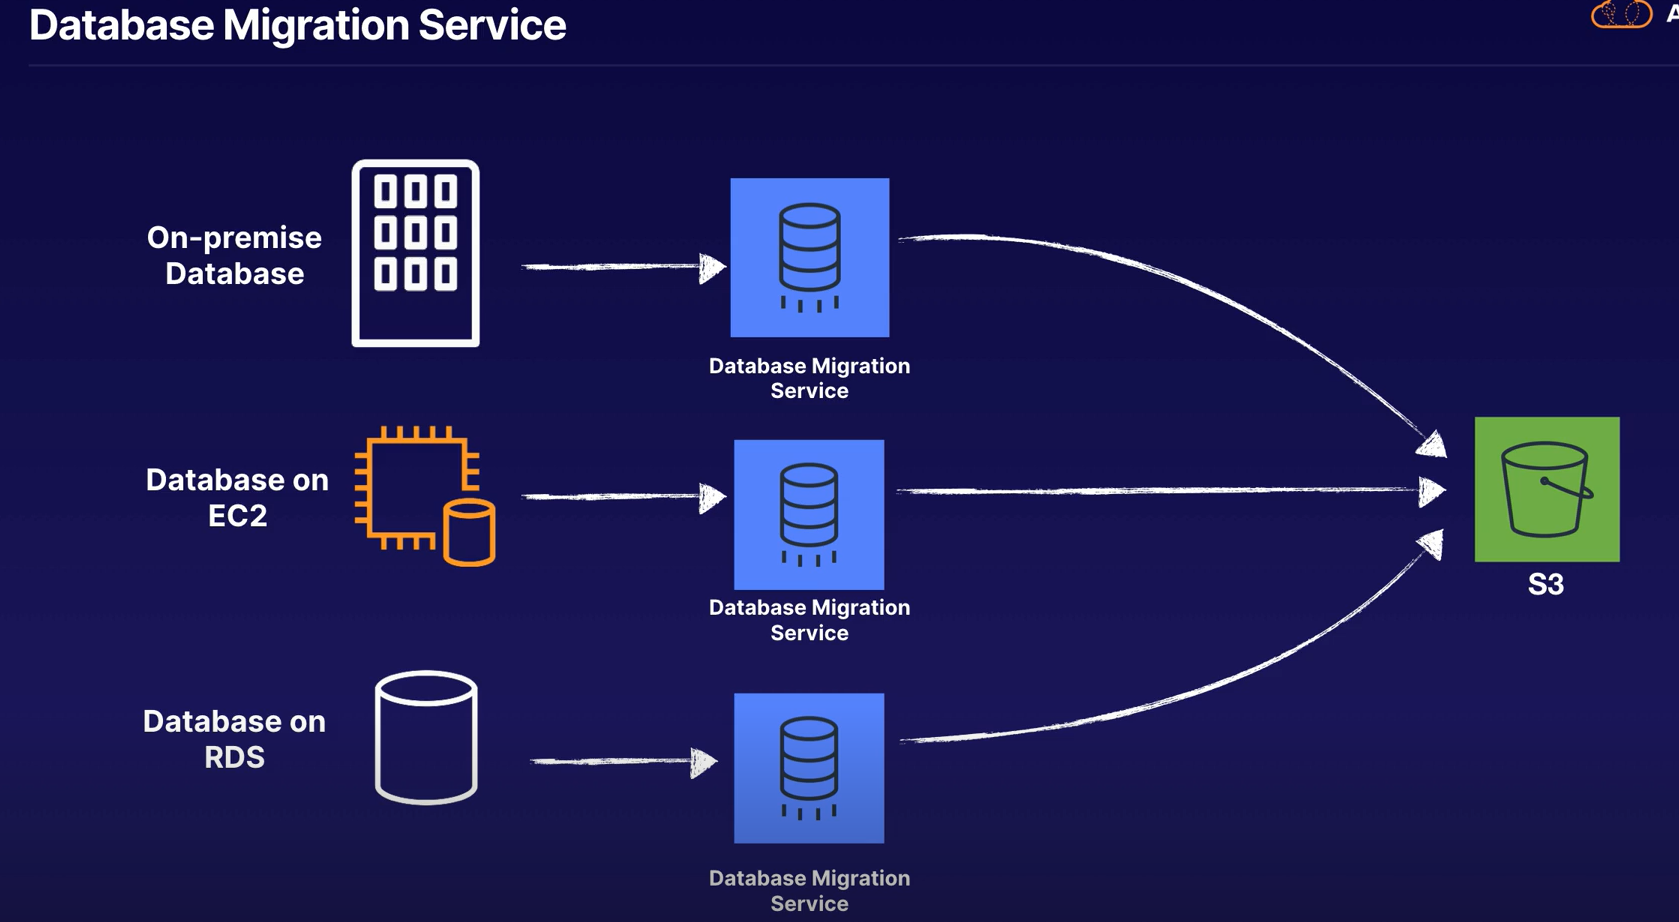 Database Migration Service
On-premise
Database
Database Migration
Service
Database on
EC2
Database Migration
Service
S3
Database on
RDS
Database Migration
Service